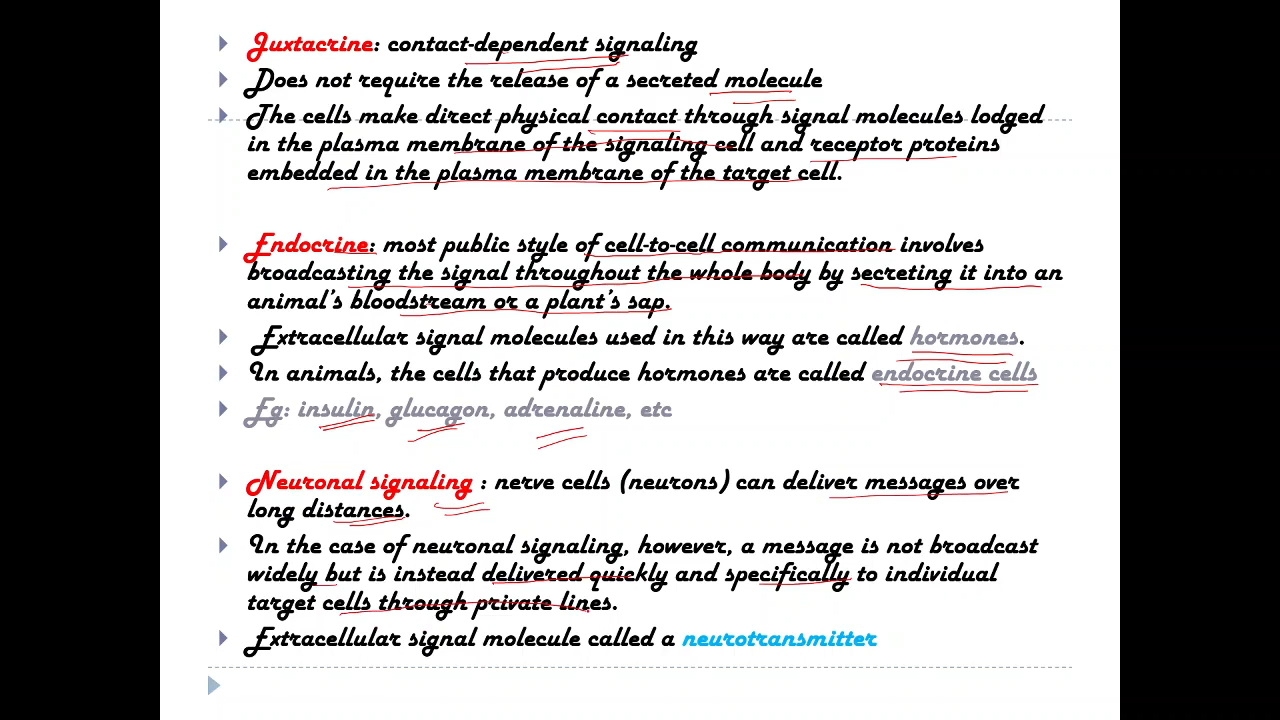 Juxtacrine: contact-dependent signaling
Does not require the release of a secreted molecule
The cells make direct physical contact through signal molecules lodged
in the plasma membrane of the signaling cell and receptor proteins
embedded in the plasma membrane of the target cell.
Endocrine: most public style of cell-to-cell communication involves
broadcasting the signal throughout the whole body by secreting it into an
animal's bloodstream or a plant's sap.
Extracellular signal molecules used in this way are called hormones.
In animals, the cells that produce hormones are called endocrine cells
Eg: insulin, glucagon, adrenaline, etc
Neuronal signaling : nerve cells (neurons) can deliver messages over
long distances.
In the case of neuronal signaling, however, a message is not broadcast
widely but is instead delivered quickly and specifically to individual
target cells through private lines.
Extracellular signal molecule called a neurotransmitter